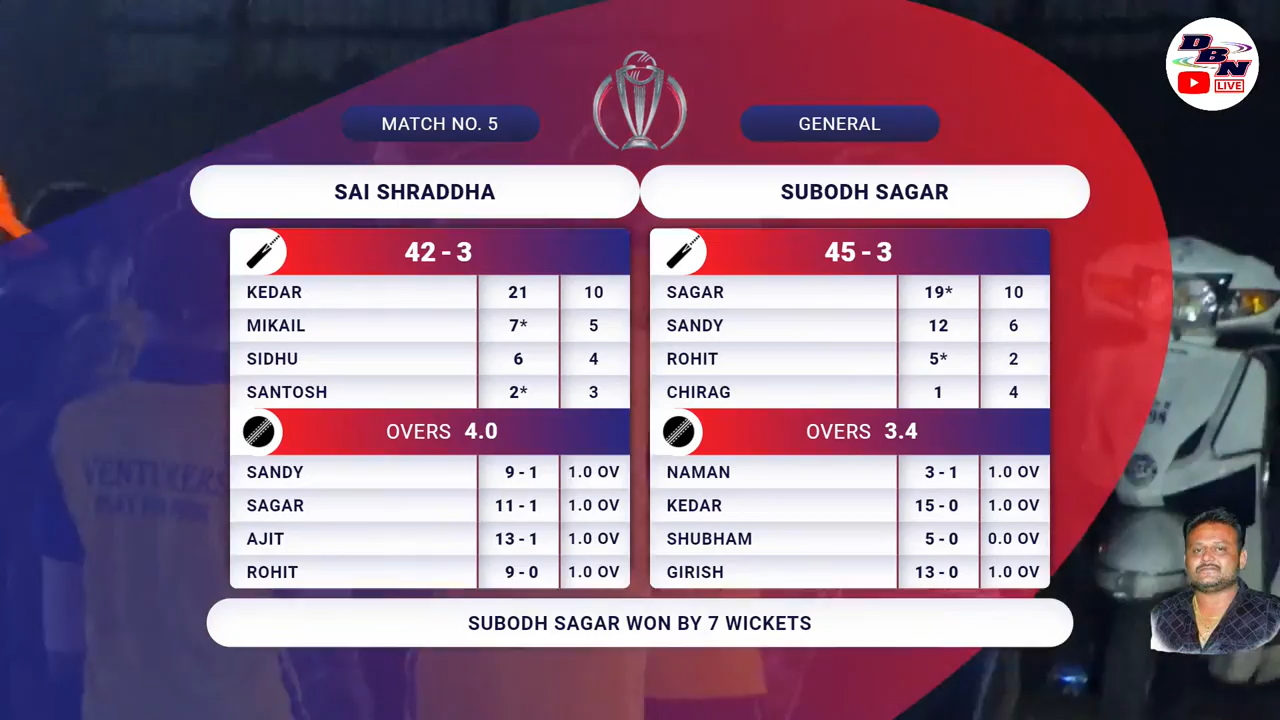 DBN
LIVE
MATCH NO. 5
GENERAL
SAI SHRADDHA
SUBODH SAGAR
42 - 3
KEDAR 21 10
MIKAIL 7* 5
SIDHU 6 4
SANTOSH 2* 3
OVERS 4.0
SANDY 9 - 1 1.0 OV
SAGAR 11 - 1 1.0 OV
AJIT 13 - 1 1.0 OV
ROHIT 9 - 0 1.0 OV
45 - 3
SAGAR 19* 10
SANDY 12 6
ROHIT 5* 2
CHIRAG 1 4
OVERS 3.4
NAMAN 3 - 1 1.0 OV
KEDAR 15 - 0 1.0 OV
SHUBHAM 5 - 0 0.0 OV
GIRISH 13 - 0 1.0 OV
SUBODH SAGAR WON BY 7 WICKETS